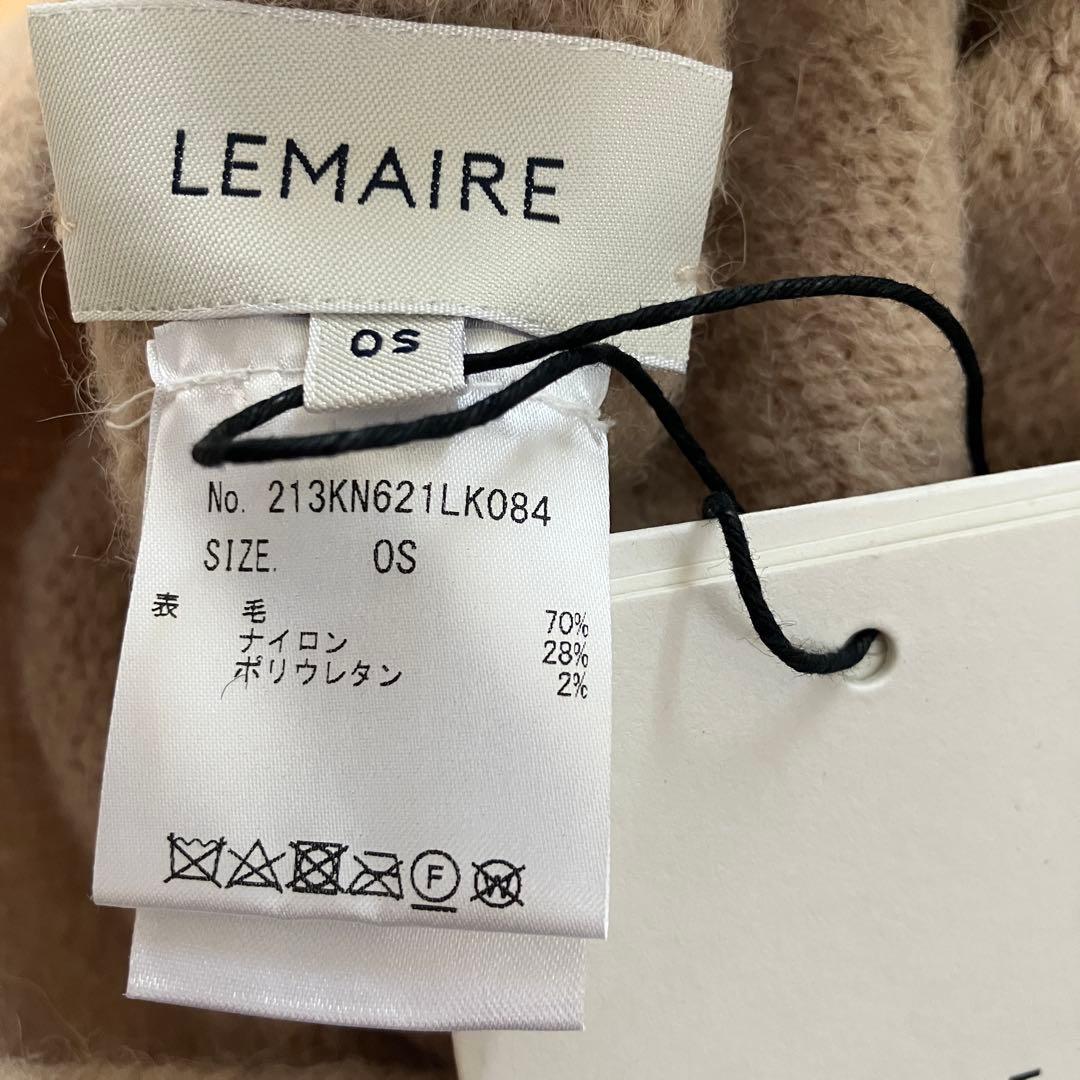 LEMAIRE
OS
No. 213KN621LK084
SIZE. OS
表 毛 70%
ナイロン 28%
ポリウレタン 2%
F W